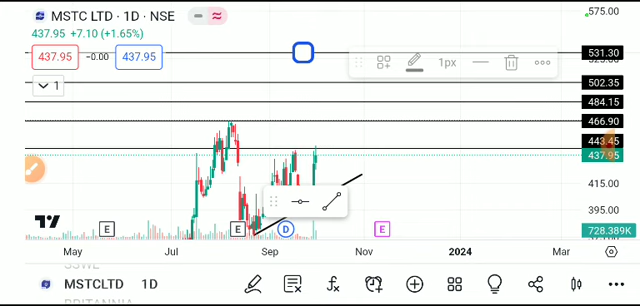 MSTC LTD · 1D · NSE
575.00
437.95 +7.10 (+1.65%)
531.30
437.95 −0.00 437.95
1px
1
502.35
484.15
466.90
443.45
437.95
415.00
395.00
E E D E
728.389K
May Jul Sep Nov 2024 Mar
MSTCLTD 1D
BRITANNIA